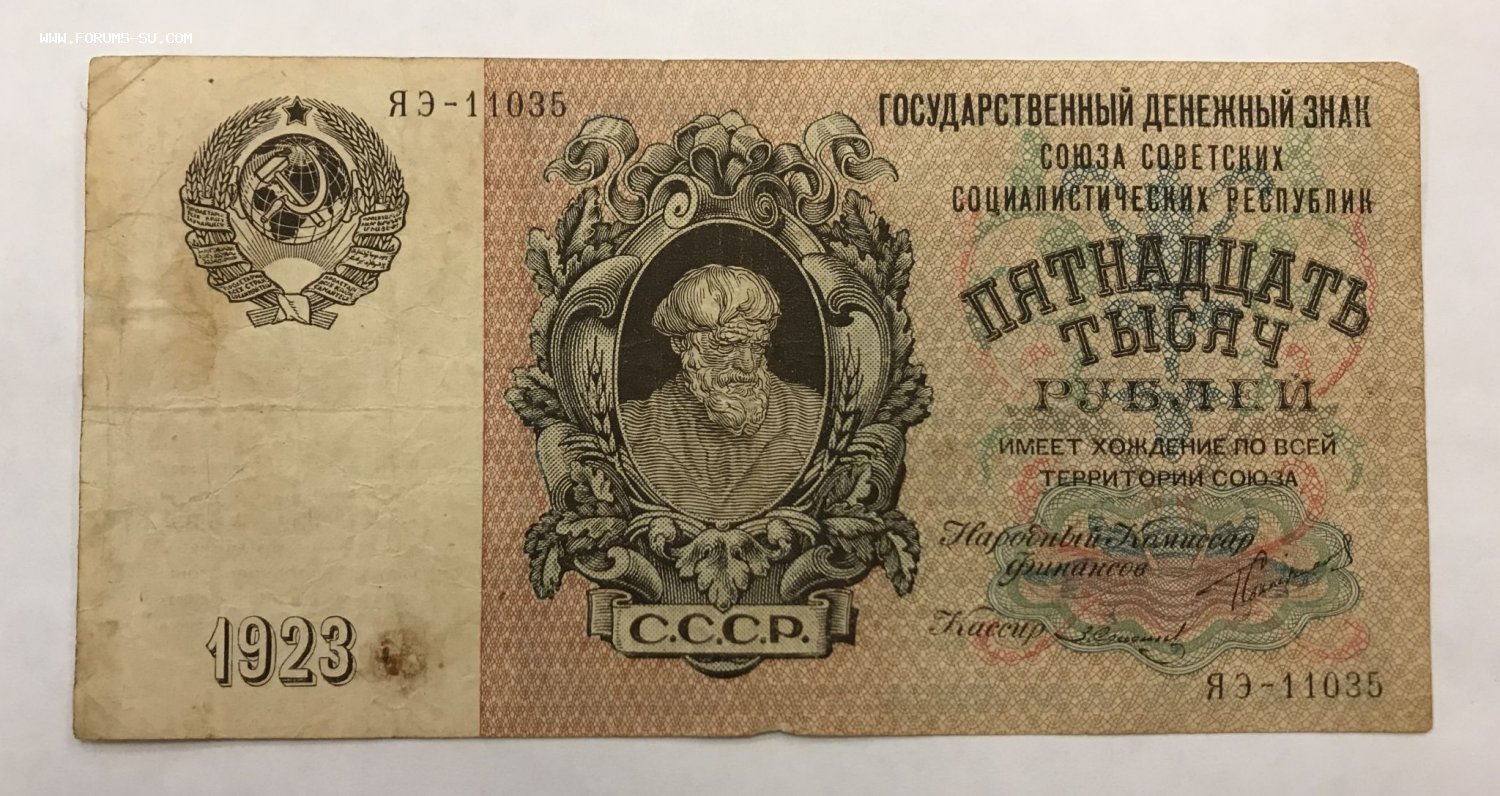 WWW.FORUMS-SU.COM
ЯЭ-11035
ГОСУДАРСТВЕННЫЙ ДЕНЕЖНЫЙ ЗНАК
СОЮЗА СОВЕТСКИХ
СОЦИАЛИСТИЧЕСКИХ РЕСПУБЛИК
ПЯТНАДЦАТЬ
ТЫСЯЧ
РУБЛЕЙ
ИМЕЕТ ХОЖДЕНИЕ ПО ВСЕЙ
ТЕРРИТОРИИ СОЮЗА
Народный Комиссар
финансов
Кассир
С.С.С.Р.
1923
ЯЭ-11035